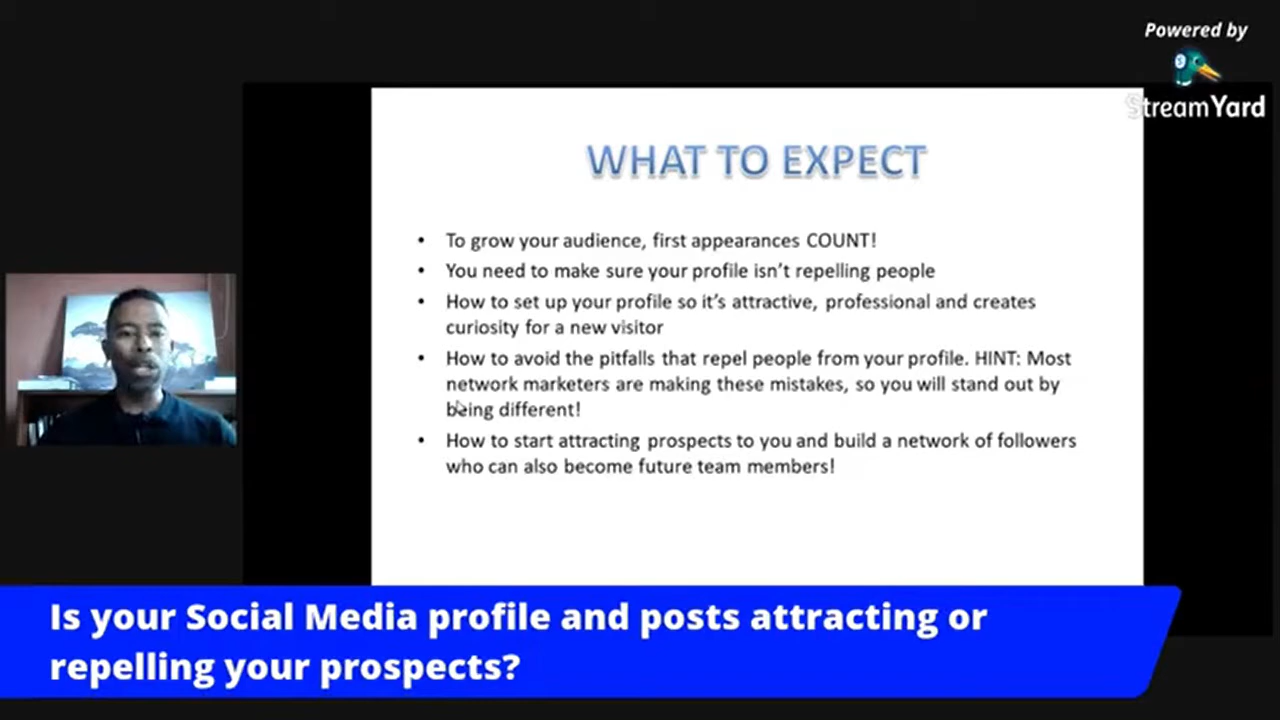 Powered by
StreamYard
WHAT TO EXPECT
• To grow your audience, first appearances COUNT!
• You need to make sure your profile isn't repelling people
• How to set up your profile so it's attractive, professional and creates
curiosity for a new visitor
• How to avoid the pitfalls that repel people from your profile. HINT: Most
network marketers are making these mistakes, so you will stand out by
being different!
• How to start attracting prospects to you and build a network of followers
who can also become future team members!
Is your Social Media profile and posts attracting or
repelling your prospects?